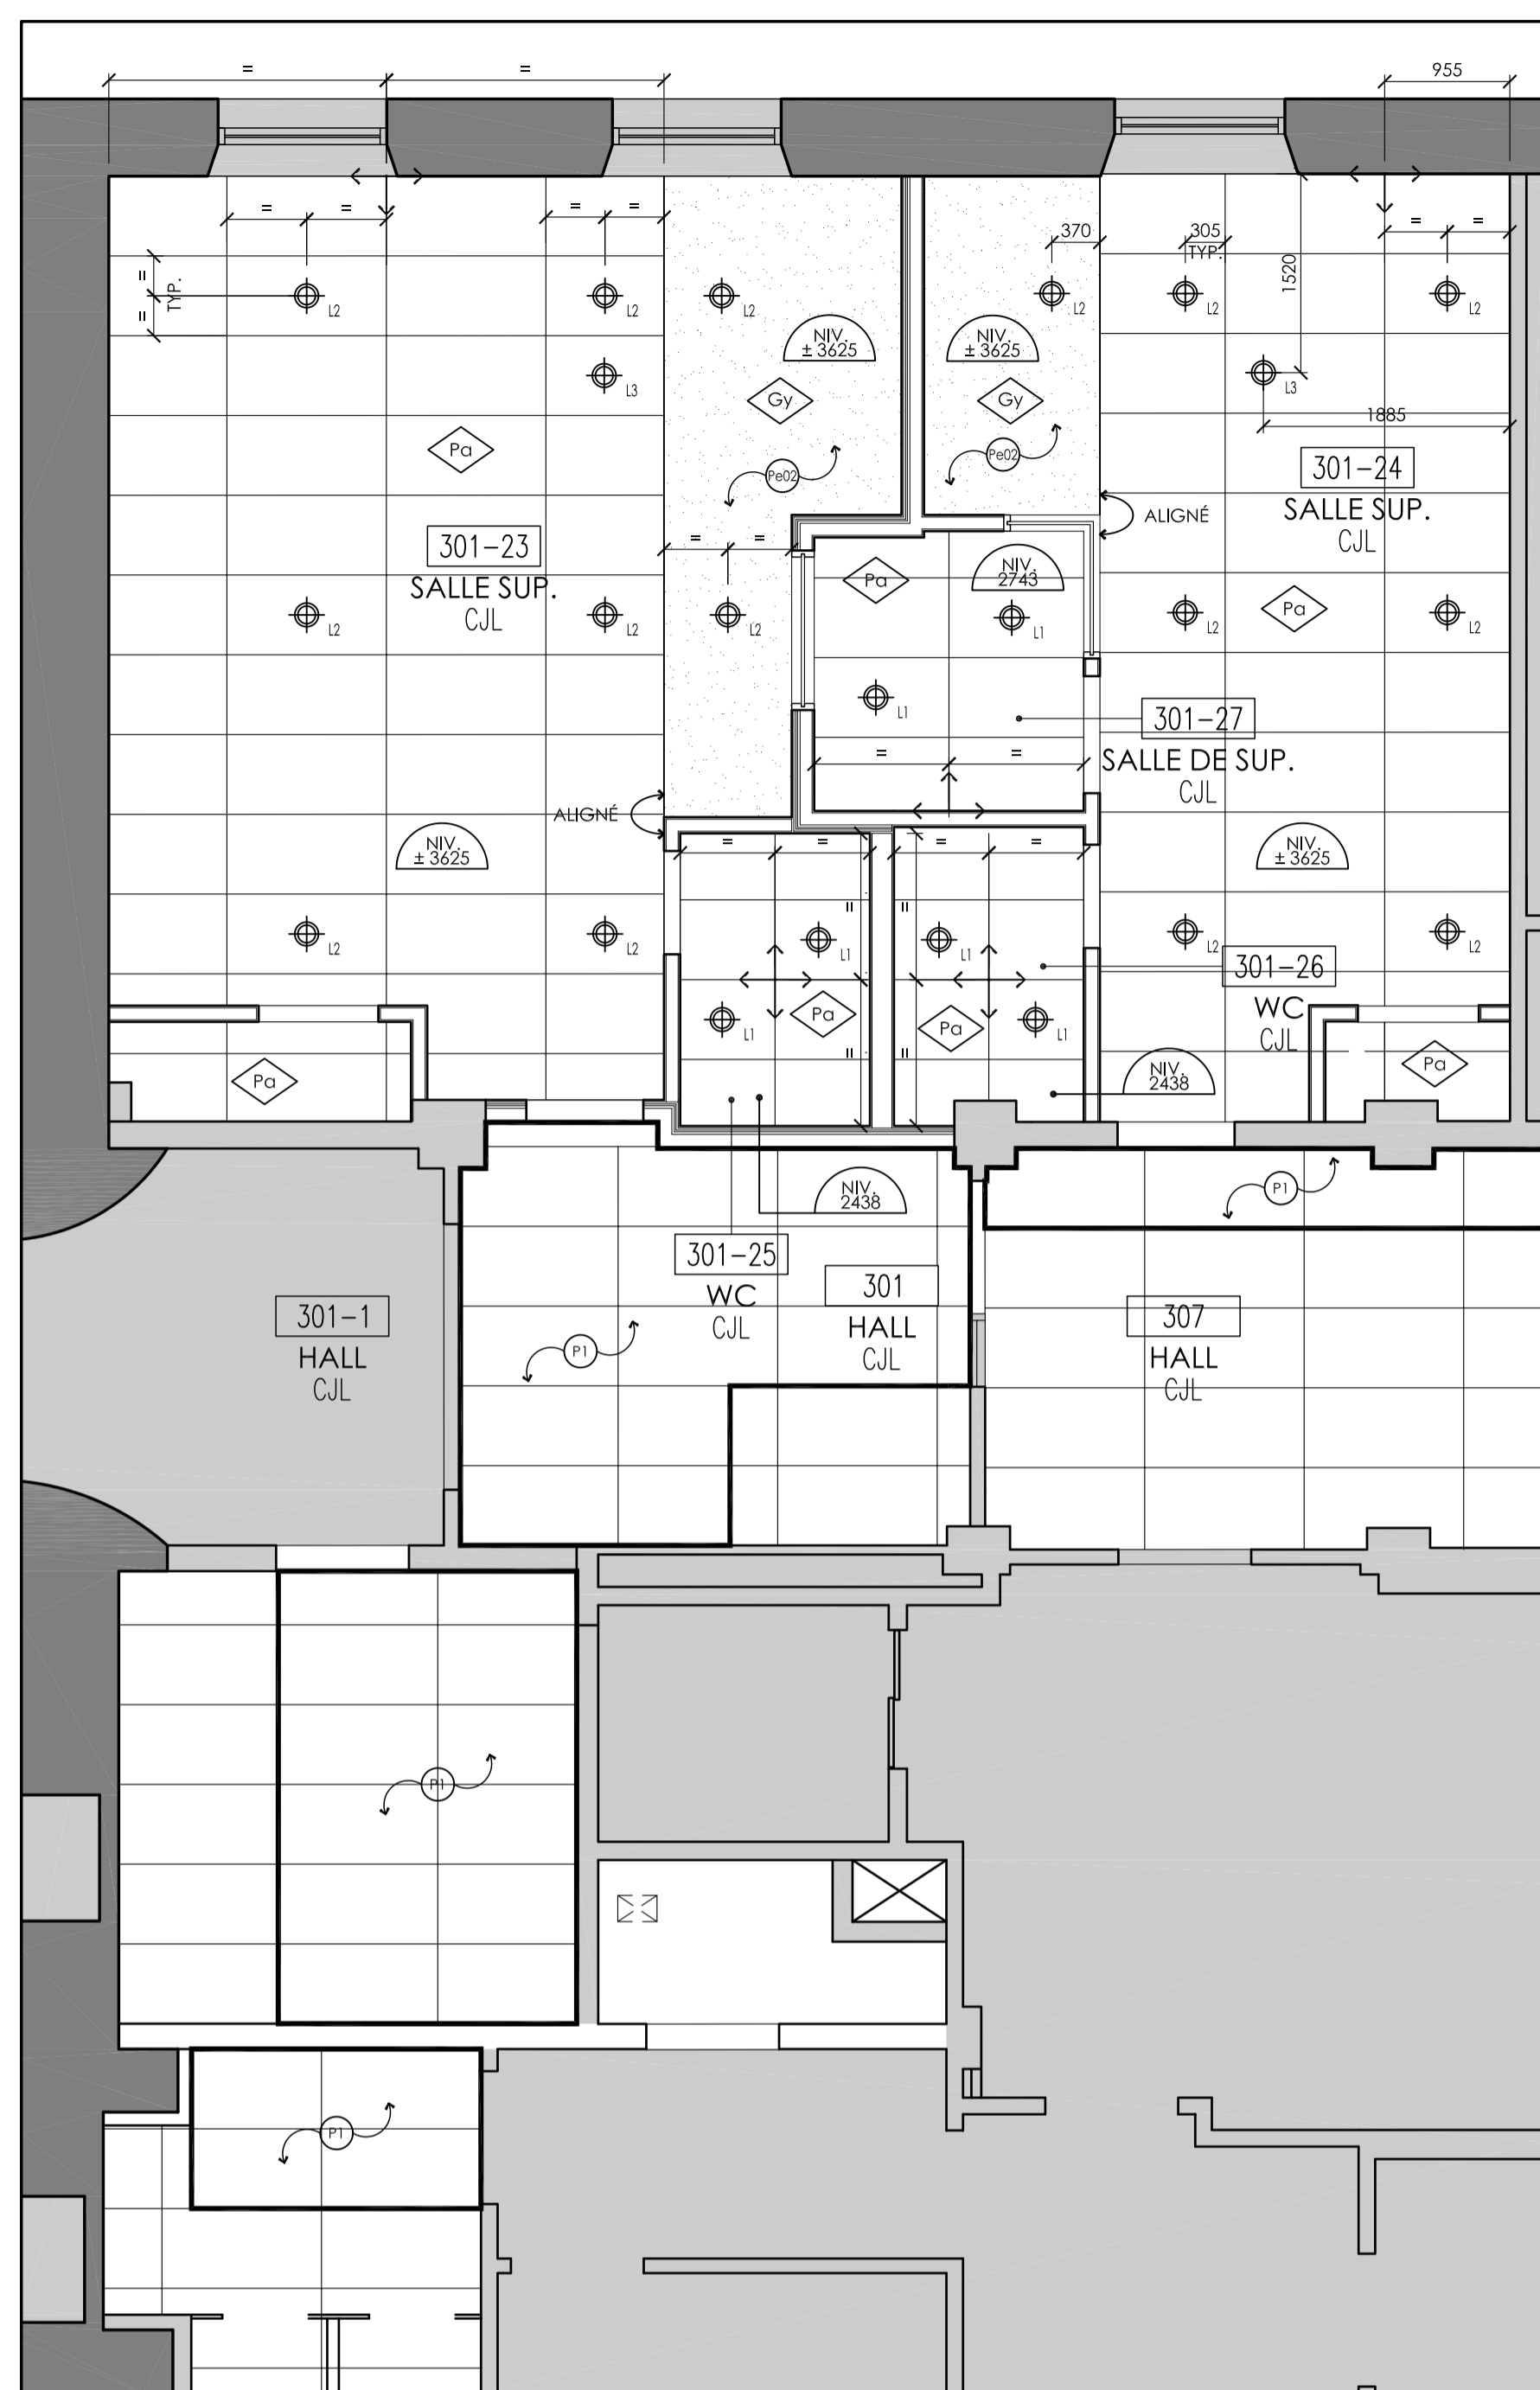 =
=
955
=
=
=
=
=
=
TYP.
370
305
TYP.
1520
=
=
L2
L2
L2
L2
L2
L2
NIV.
± 3625
NIV.
± 3625
L3
L3
Gy
Gy
1885
Pa
Pe02
Pe02
301-24
SALLE SUP.
CJL
ALIGNÉ
301-23
SALLE SUP.
CJL
=
=
Pa
NIV.
2743
Pa
L2
L2
L2
L1
L2
L2
L1
301-27
SALLE DE SUP.
CJL
=
=
ALIGNÉ
NIV.
± 3625
NIV.
± 3625
=
=
=
=
=
=
L2
L2
L1
L1
L2
L2
301-26
WC
CJL
L1
Pa
Pa
L1
=
=
Pa
Pa
NIV.
2438
NIV.
2438
P1
301-25
WC
CJL
301
HALL
CJL
301-1
HALL
CJL
307
HALL
CJL
P1
P1
P1